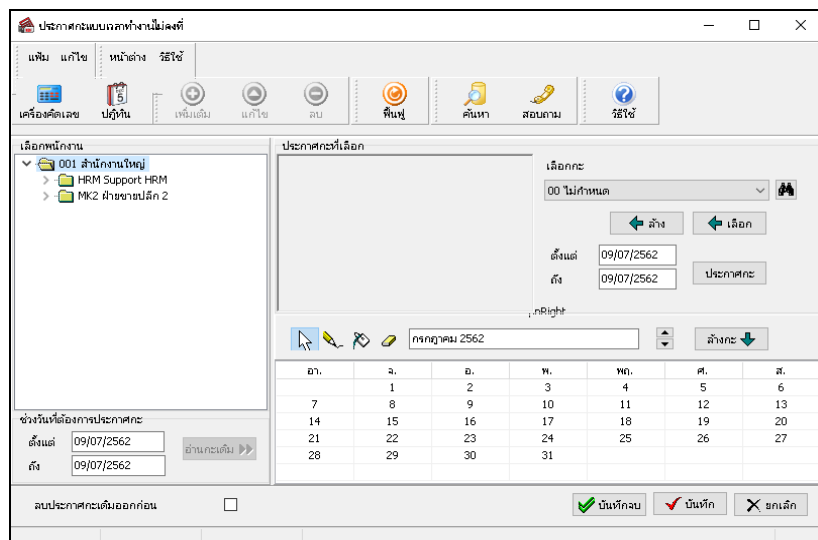 ประกาศกะแบบเวลาทำงานไม่คงที่
แฟ้ม แก้ไข หน้าต่าง วิธีใช้
เครื่องคิดเลข ปฏิทิน เพิ่มเติม แก้ไข ลบ ฟื้นฟู ค้นหา สอบถาม วิธีใช้
เลือกพนักงาน
001 สำนักงานใหญ่
HRM Support HRM
MK2 ฝ่ายขายปลีก 2
ประกาศกะที่เลือก
เลือกกะ
00 ไม่กำหนด
ล้าง เลือก
ตั้งแต่ 09/07/2562
ถึง 09/07/2562 ประกาศกะ
nRight
กรกฎาคม 2562 ล้างกะ
อา. จ. อ. พ. พฤ. ศ. ส.
1 2 3 4 5 6
7 8 9 10 11 12 13
14 15 16 17 18 19 20
21 22 23 24 25 26 27
28 29 30 31
ช่วงวันที่ต้องการประกาศกะ
ตั้งแต่ 09/07/2562 อ่านกะเดิม
ถึง 09/07/2562
ลบประกาศกะเดิมออกก่อน บันทึกจบ บันทึก ยกเลิก